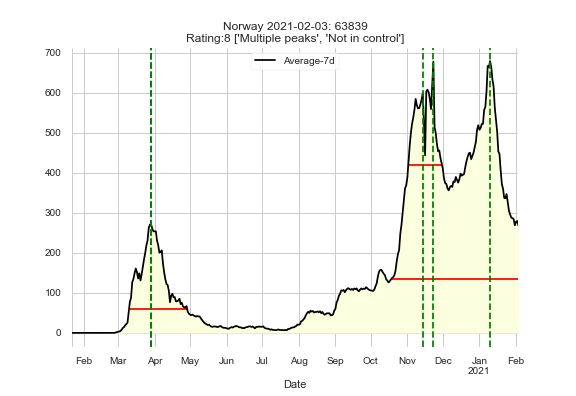 Norway 2021-02-03: 63839
Rating:8 ['Multiple peaks', 'Not in control']
Average-7d
700
600
500
400
300
200
100
0
Feb Mar Apr May Jun Jul Aug Sep Oct Nov Dec Jan Feb
2021
Date